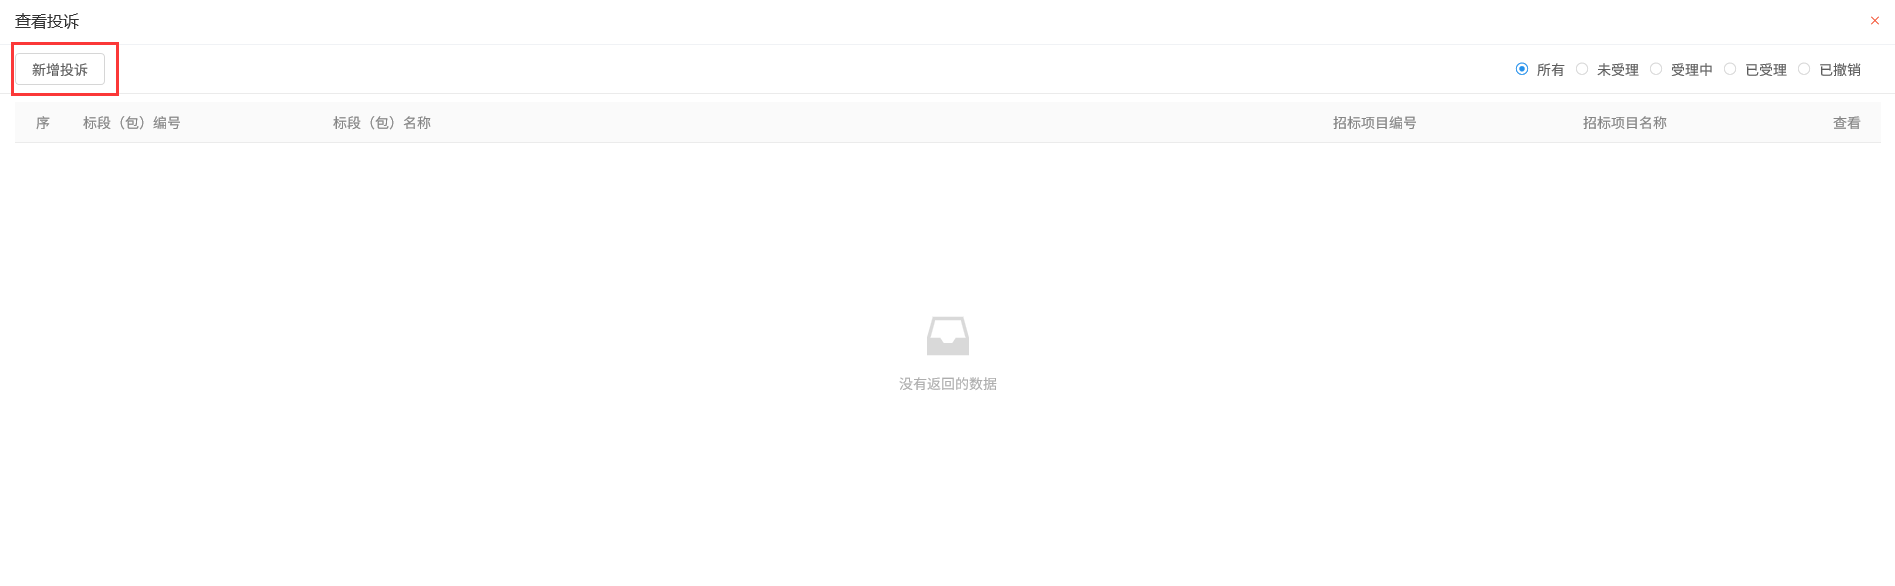 查看投诉
新增投诉
所有 未受理 受理中 已受理 已撤销
序 标段（包）编号 标段（包）名称 招标项目编号 招标项目名称 查看
没有返回的数据